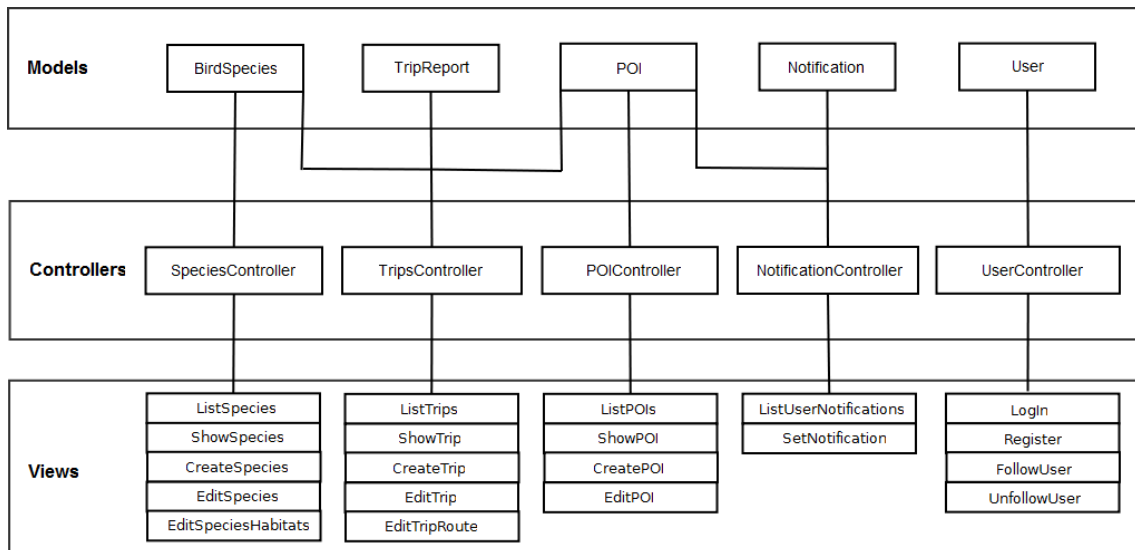 Models
BirdSpecies
TripReport
POI
Notification
User
Controllers
SpeciesController
TripsController
POIController
NotificationController
UserController
Views
ListSpecies
ShowSpecies
CreateSpecies
EditSpecies
EditSpeciesHabitats
ListTrips
ShowTrip
CreateTrip
EditTrip
EditTripRoute
ListPOIs
ShowPOI
CreatePOI
EditPOI
ListUserNotifications
SetNotification
LogIn
Register
FollowUser
UnfollowUser